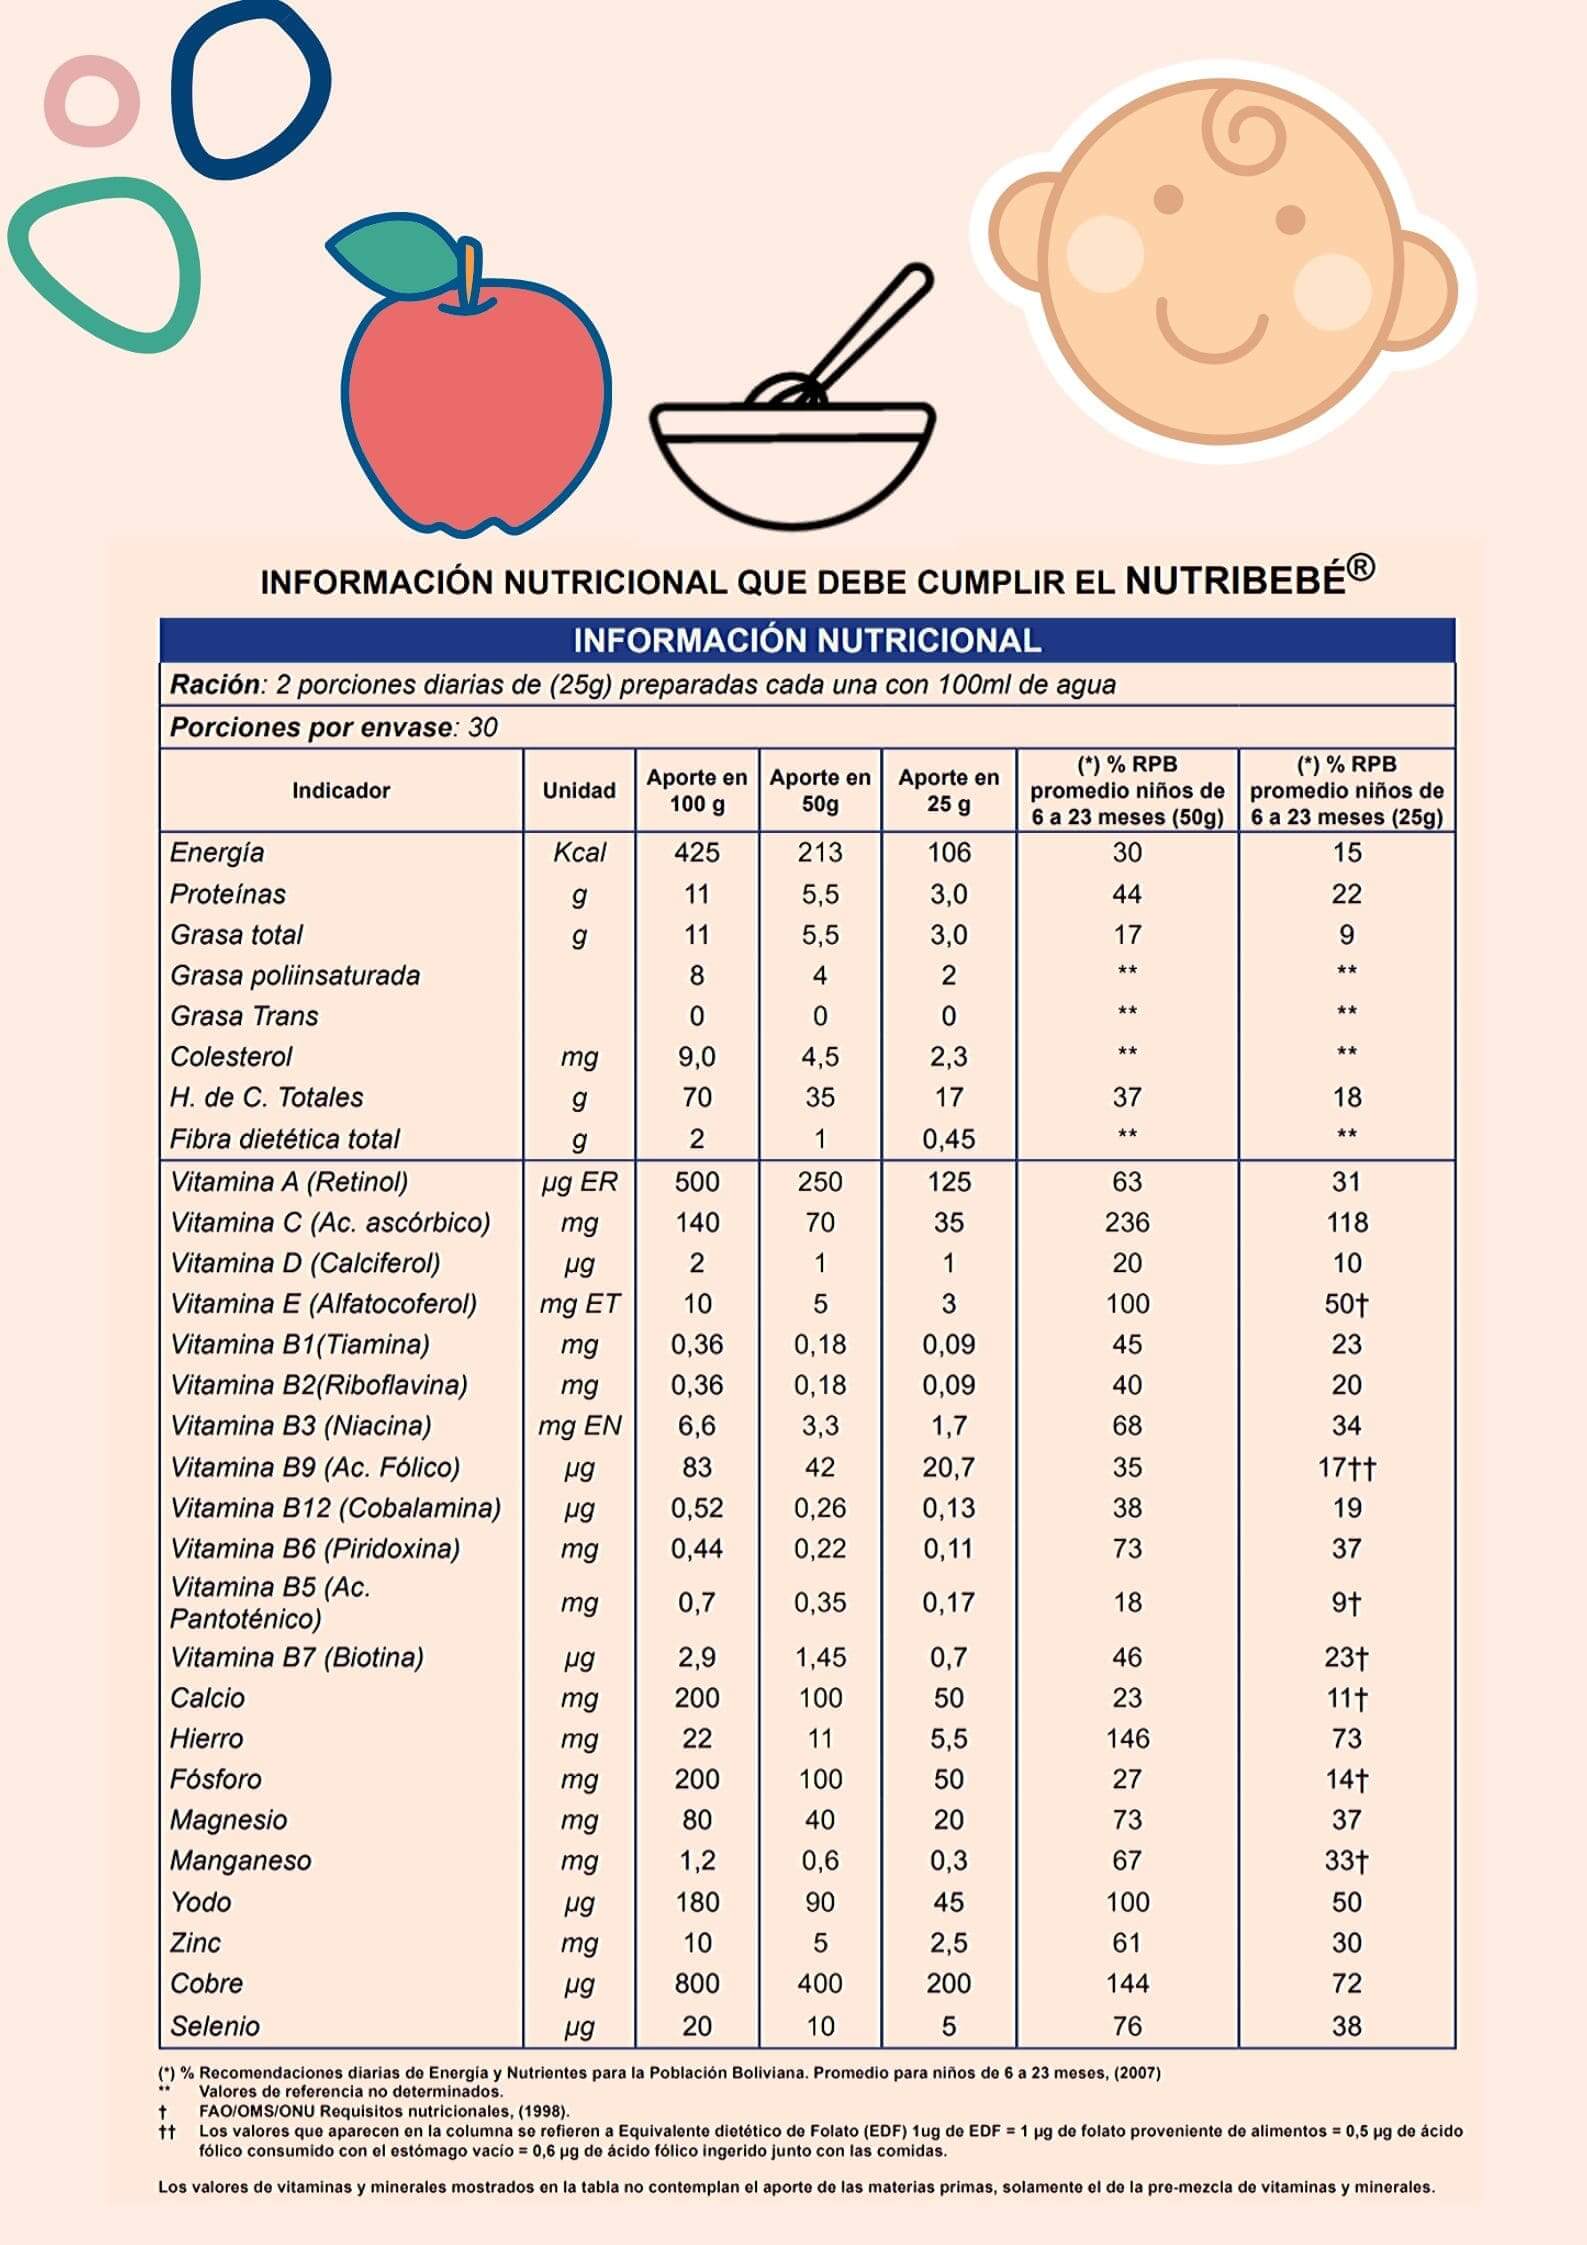 INFORMACIÓN NUTRICIONAL QUE DEBE CUMPLIR EL NUTRIBEBÉ®
INFORMACIÓN NUTRICIONAL
Ración: 2 porciones diarias de (25g) preparadas cada una con 100ml de agua
Porciones por envase: 30
Indicador Unidad Aporte en 100 g Aporte en 50g Aporte en 25 g (*) % RPB promedio niños de 6 a 23 meses (50g) (*) % RPB promedio niños de 6 a 23 meses (25g)
Energía Kcal 425 213 106 30 15
Proteínas g 11 5,5 3,0 44 22
Grasa total g 11 5,5 3,0 17 9
Grasa poliinsaturada 8 4 2 ** **
Grasa Trans 0 0 0 ** **
Colesterol mg 9,0 4,5 2,3 ** **
H. de C. Totales g 70 35 17 37 18
Fibra dietética total g 2 1 0,45 ** **
Vitamina A (Retinol) µg ER 500 250 125 63 31
Vitamina C (Ac. ascórbico) mg 140 70 35 236 118
Vitamina D (Calciferol) µg 2 1 1 20 10
Vitamina E (Alfatocoferol) mg ET 10 5 3 100 50†
Vitamina B1(Tiamina) mg 0,36 0,18 0,09 45 23
Vitamina B2(Riboflavina) mg 0,36 0,18 0,09 40 20
Vitamina B3 (Niacina) mg EN 6,6 3,3 1,7 68 34
Vitamina B9 (Ac. Fólico) µg 83 42 20,7 35 17††
Vitamina B12 (Cobalamina) µg 0,52 0,26 0,13 38 19
Vitamina B6 (Piridoxina) mg 0,44 0,22 0,11 73 37
Vitamina B5 (Ac. Pantoténico) mg 0,7 0,35 0,17 18 9†
Vitamina B7 (Biotina) µg 2,9 1,45 0,7 46 23†
Calcio mg 200 100 50 23 11†
Hierro mg 22 11 5,5 146 73
Fósforo mg 200 100 50 27 14†
Magnesio mg 80 40 20 73 37
Manganeso mg 1,2 0,6 0,3 67 33†
Yodo µg 180 90 45 100 50
Zinc mg 10 5 2,5 61 30
Cobre µg 800 400 200 144 72
Selenio µg 20 10 5 76 38
(*) % Recomendaciones diarias de Energía y Nutrientes para la Población Boliviana. Promedio para niños de 6 a 23 meses, (2007)
** Valores de referencia no determinados.
† FAO/OMS/ONU Requisitos nutricionales, (1998).
†† Los valores que aparecen en la columna se refieren a Equivalente dietético de Folato (EDF) 1ug de EDF = 1 µg de folato proveniente de alimentos = 0,5 µg de ácido
fólico consumido con el estómago vacío = 0,6 µg de ácido fólico ingerido junto con las comidas.
Los valores de vitaminas y minerales mostrados en la tabla no contemplan el aporte de las materias primas, solamente el de la pre-mezcla de vitaminas y minerales.